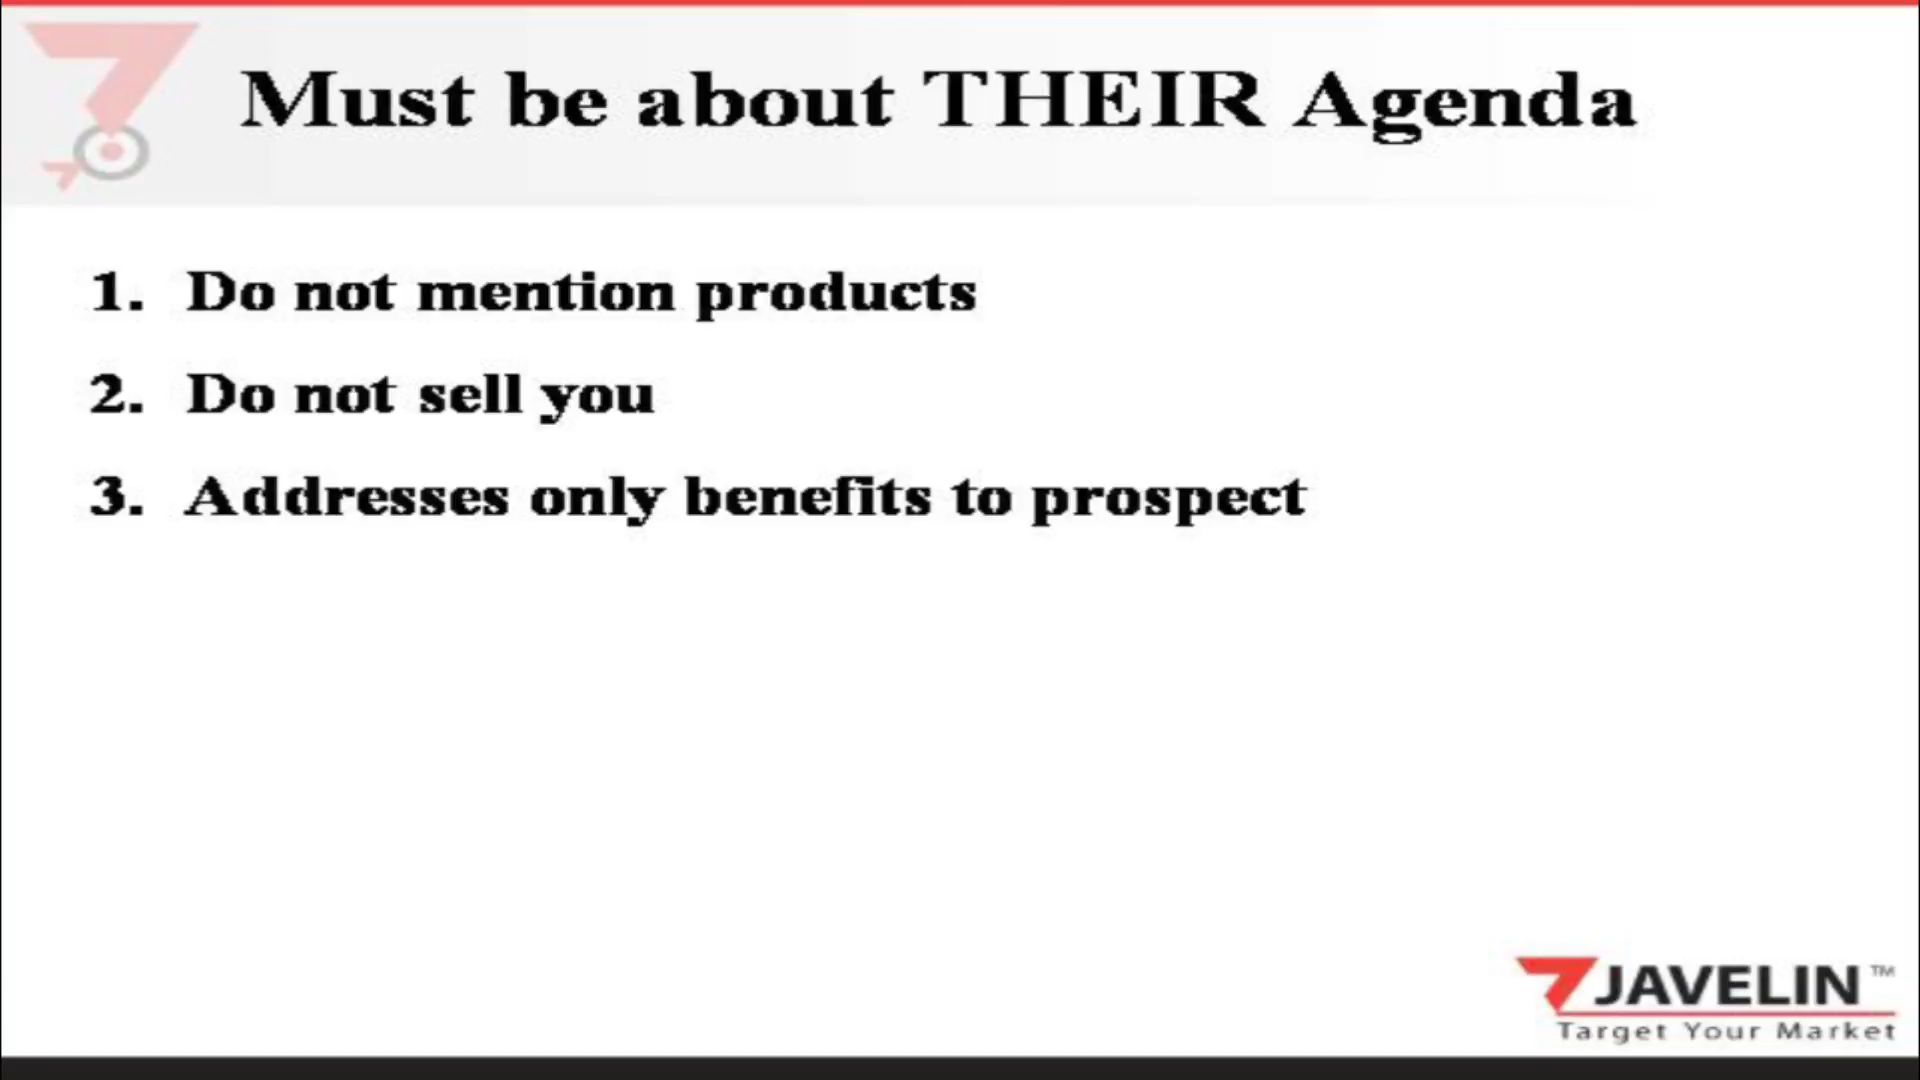 Must be about THEIR Agenda
1. Do not mention products
2. Do not sell you
3. Addresses only benefits to prospect
JAVELIN™
Target Your Market